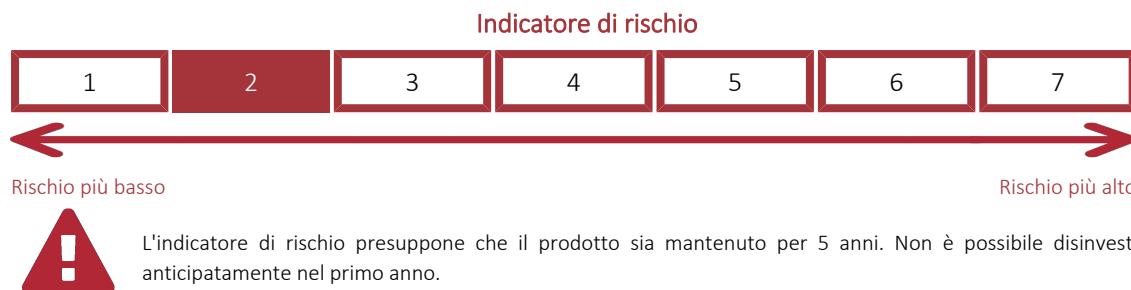 Indicatore di rischio
1 2 3 4 5 6 7
Rischio più basso Rischio più alto
L'indicatore di rischio presuppone che il prodotto sia mantenuto per 5 anni. Non è possibile disinvest
anticipatamente nel primo anno.